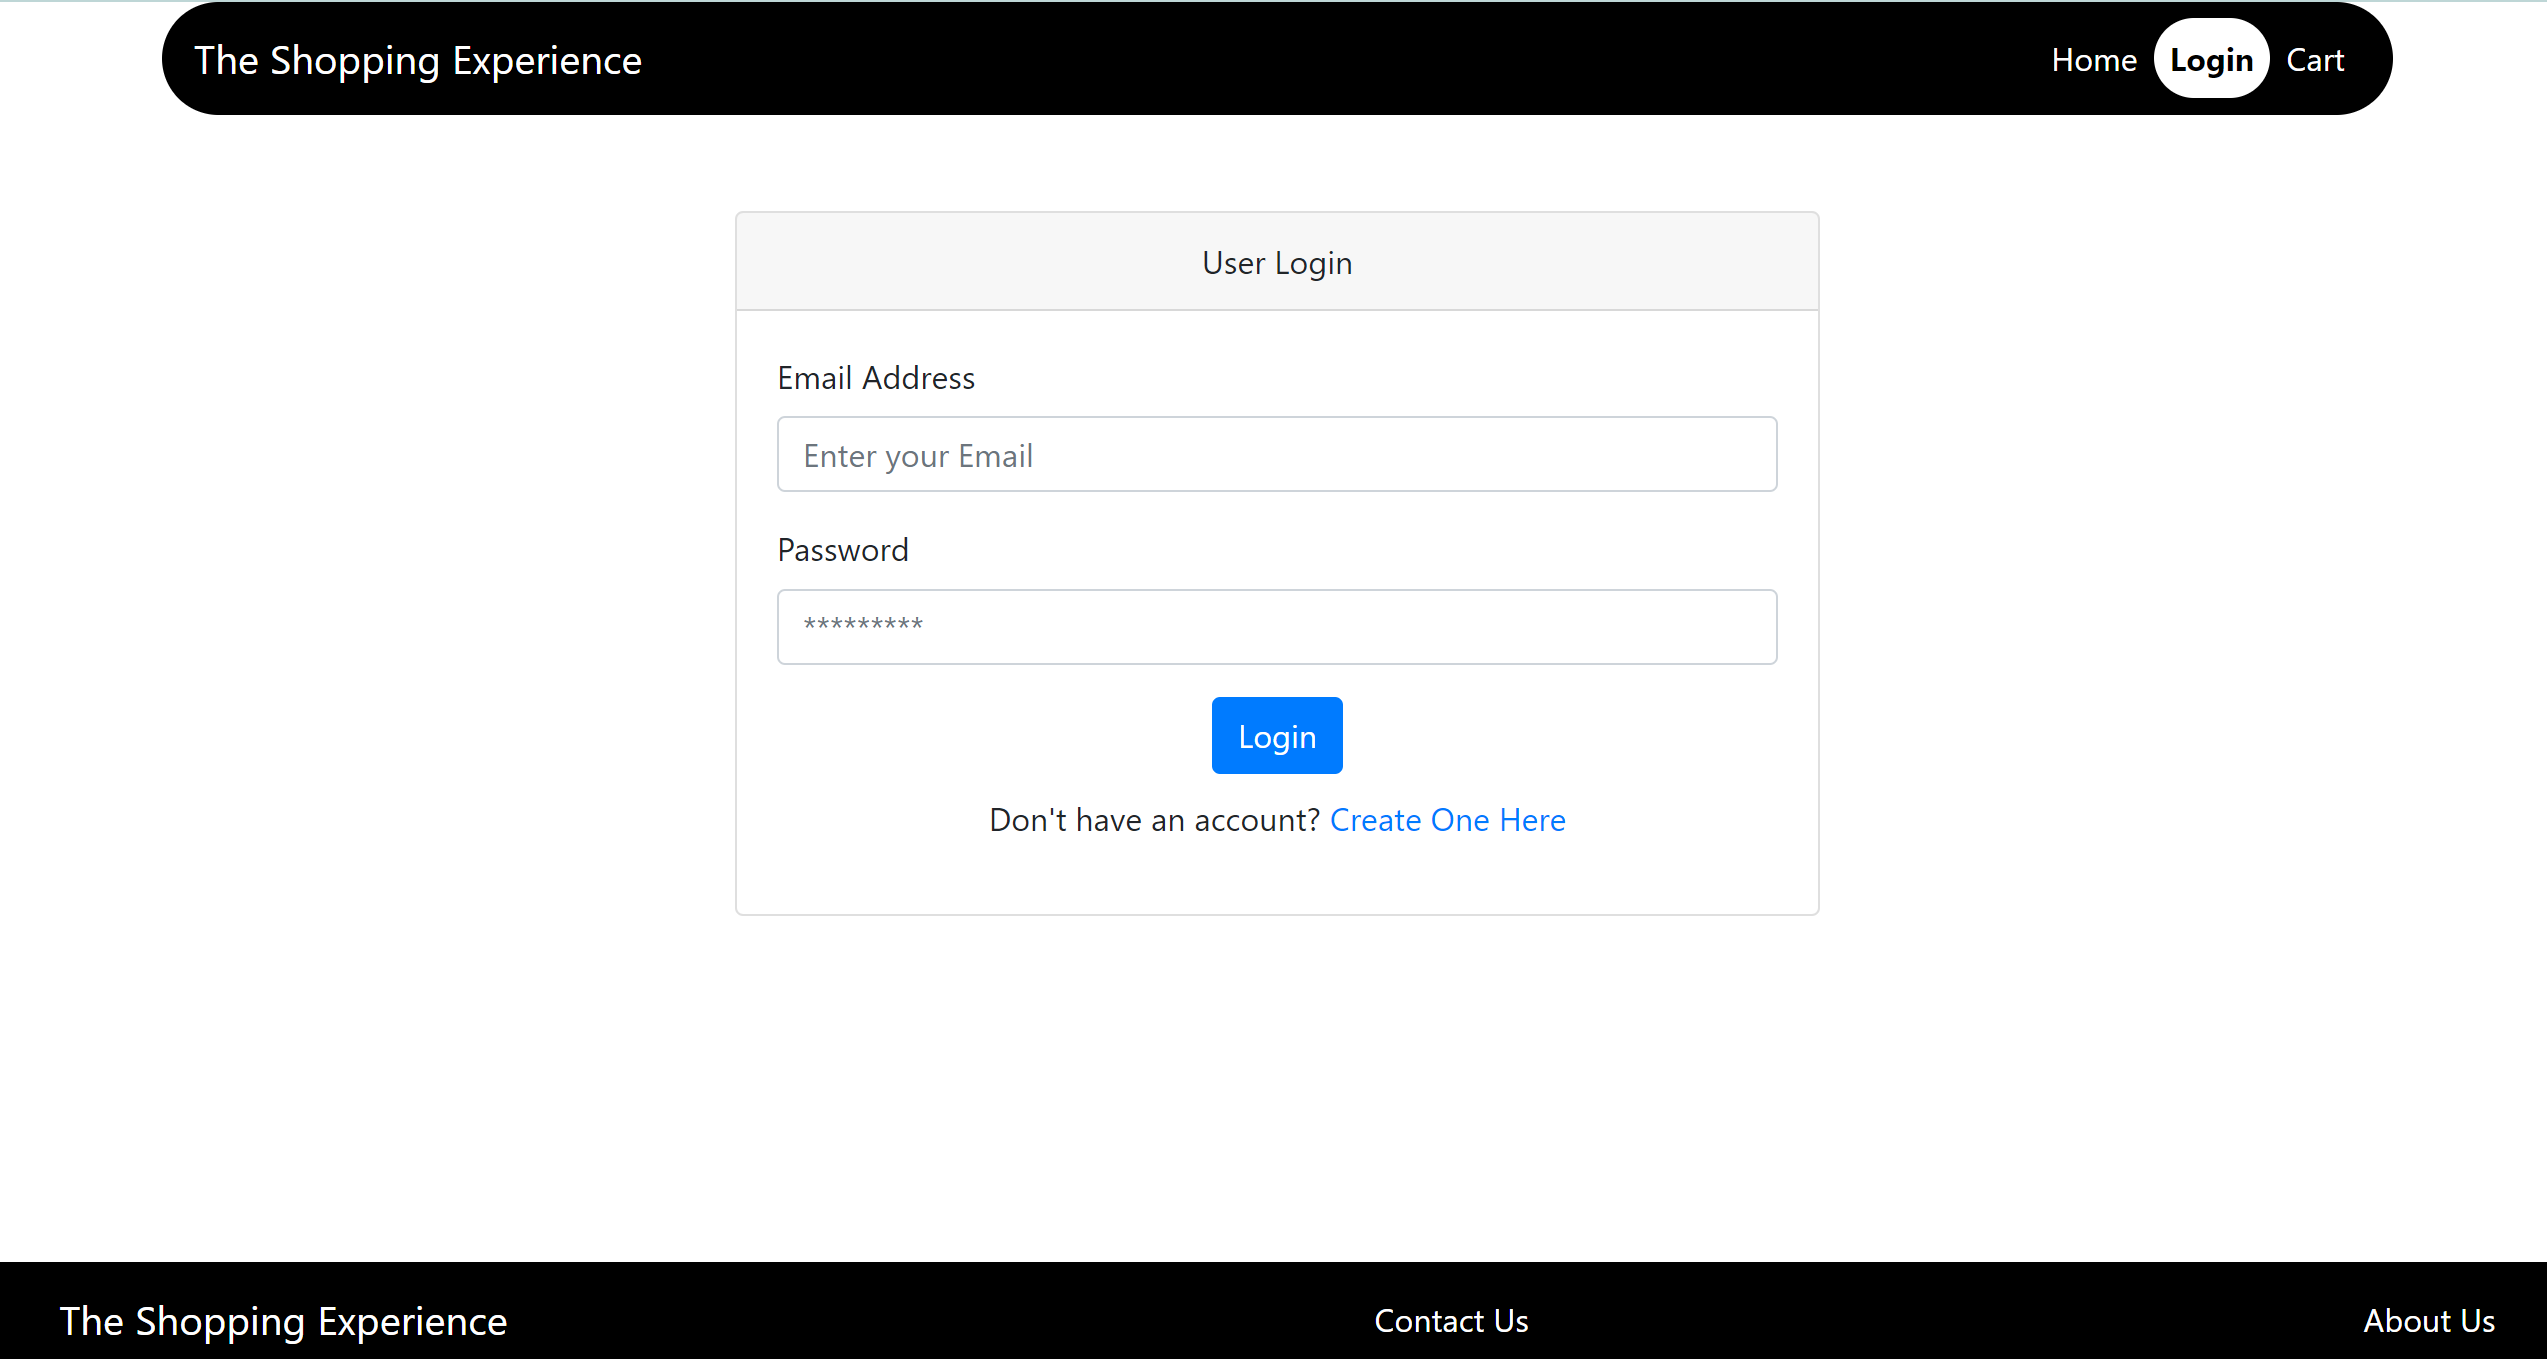 The Shopping Experience Home Login Cart
User Login
Email Address
Enter your Email
Password
*********
Login
Don't have an account? Create One Here
The Shopping Experience Contact Us About Us